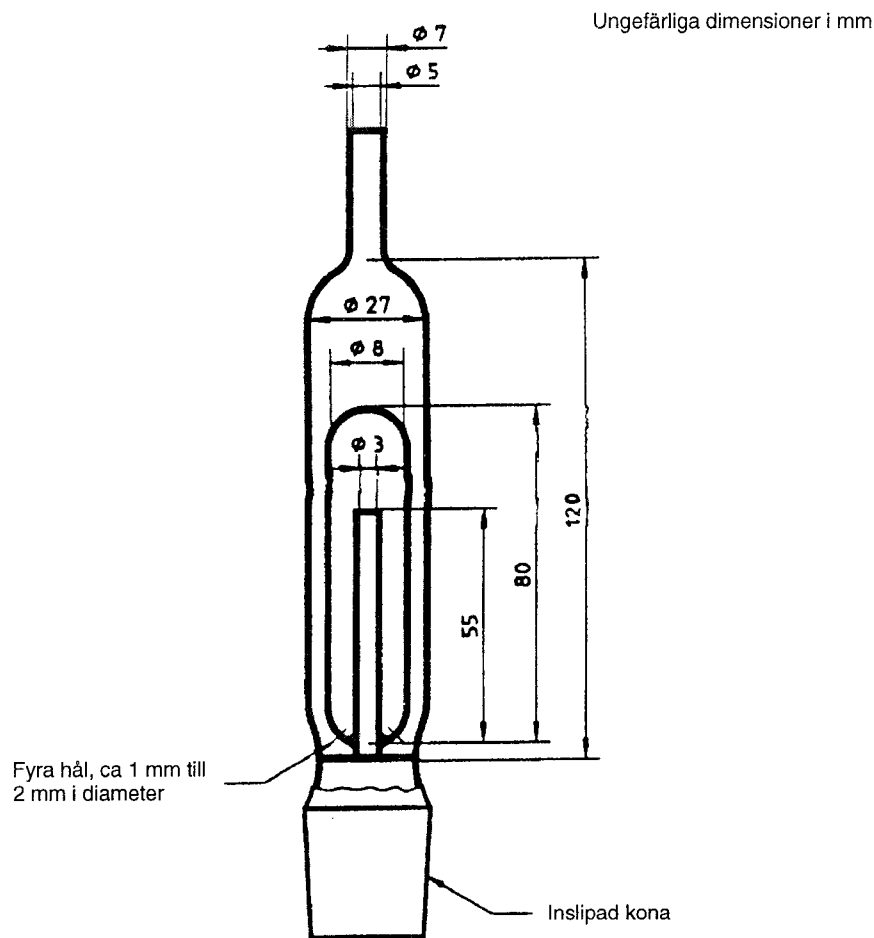 Ungefärliga dimensioner i mm
ø 7
ø 5
ø 27
ø 8
ø 3
120
80
55
Fyra hål, ca 1 mm till
2 mm i diameter
Inslipad kona